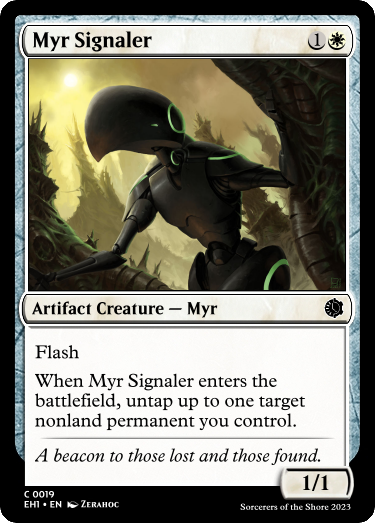 Myr Signaler 1
Artifact Creature — Myr
Flash
When Myr Signaler enters the
battlefield, untap up to one target
nonland permanent you control.
A beacon to those lost and those found.
1/1
C 0019
EH1 • EN Zerahoc
Sorcerers of the Shore 2023